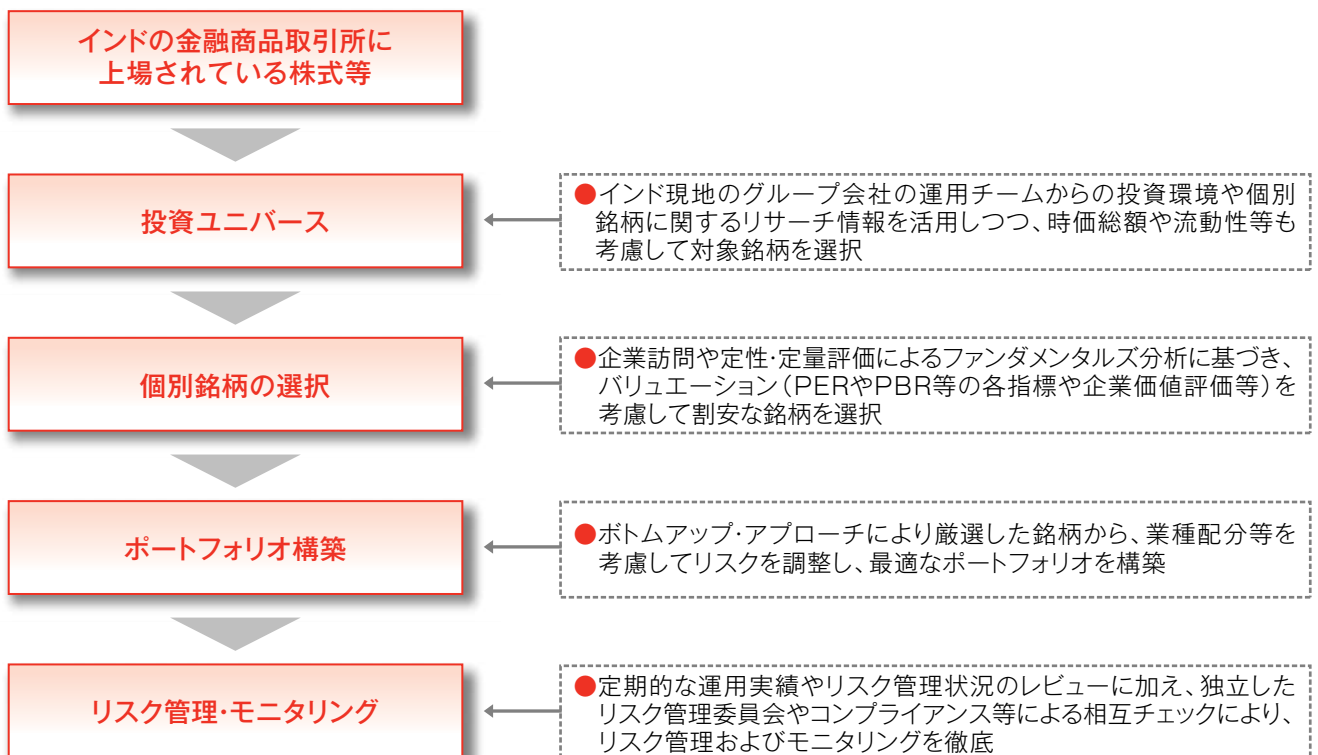 インドの金融商品取引所に
上場されている株式等
投資ユニバース
●インド現地のグループ会社の運用チームからの投資環境や個別
銘柄に関するリサーチ情報を活用しつつ、時価総額や流動性等も
考慮して対象銘柄を選択
個別銘柄の選択
●企業訪問や定性・定量評価によるファンダメンタルズ分析に基づき、
バリュエーション（PERやPBR等の各指標や企業価値評価等）を
考慮して割安な銘柄を選択
ポートフォリオ構築
●ボトムアップ・アプローチにより厳選した銘柄から、業種配分等を
考慮してリスクを調整し、最適なポートフォリオを構築
リスク管理・モニタリング
●定期的な運用実績やリスク管理状況のレビューに加え、独立した
リスク管理委員会やコンプライアンス等による相互チェックにより、
リスク管理およびモニタリングを徹底